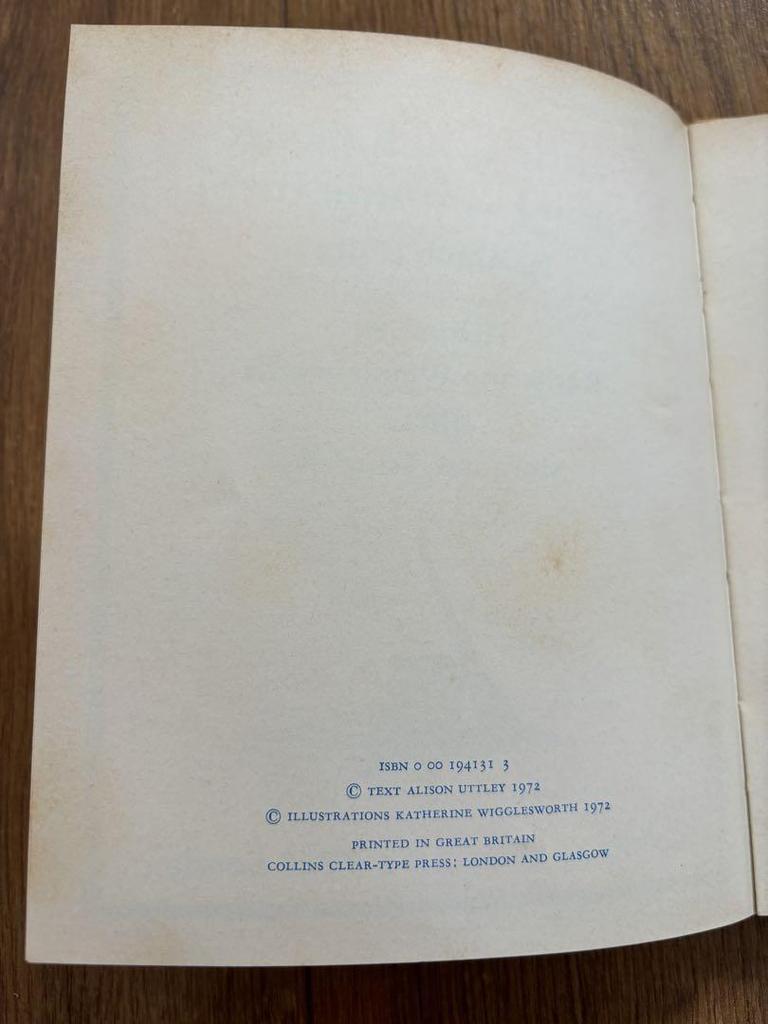 ISBN 0 00 194131 3
© TEXT ALISON UTTLEY 1972
© ILLUSTRATIONS KATHERINE WIGGLESWORTH 1972
PRINTED IN GREAT BRITAIN
COLLINS CLEAR-TYPE PRESS: LONDON AND GLASGOW